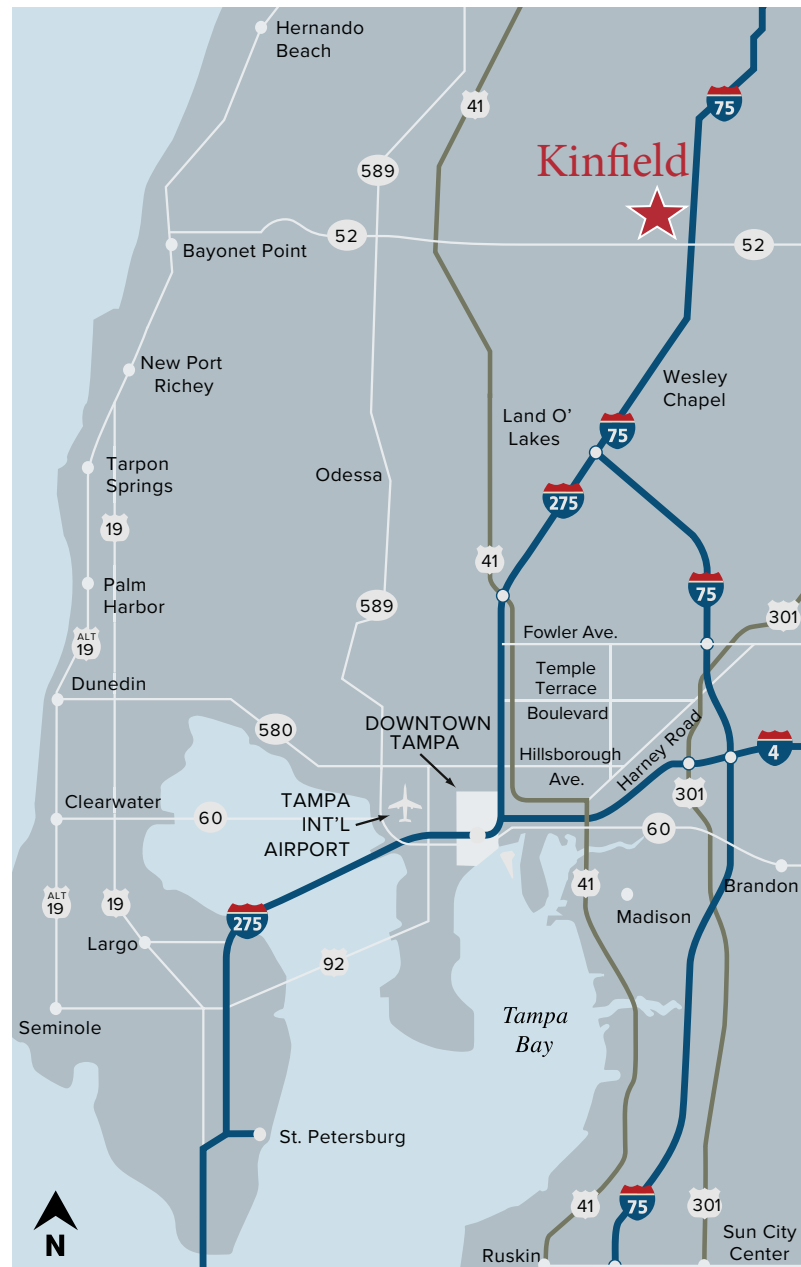 Hernando
Beach
41
75
Kinfield
589
52
52
Bayonet Point
New Port
Richey
Wesley
Chapel
Land O’
Lakes
75
Tarpon
Springs
Odessa
275
19
41
Palm
Harbor
75
589
301
ALT
19
Fowler Ave.
Temple
Terrace
Dunedin
Boulevard
580
DOWNTOWN
TAMPA
Hillsborough
Ave.
Harney Road
4
Clearwater
60
TAMPA
INT’L
AIRPORT
301
60
ALT
19
19
41
Brandon
Madison
275
Largo
92
Seminole
Tampa
Bay
St. Petersburg
N
41
75
301
Ruskin
Sun City
Center